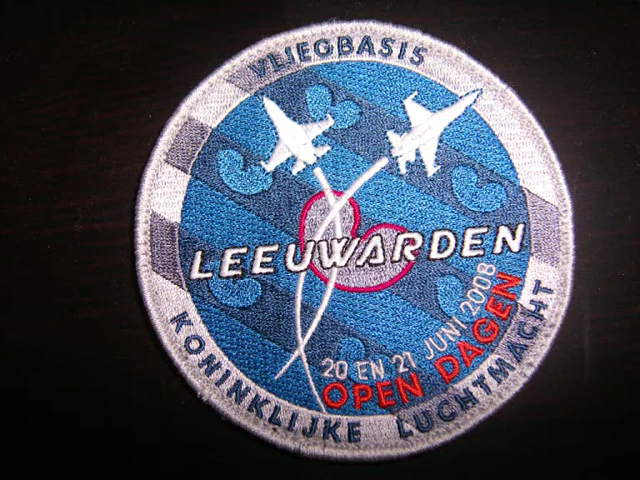 VLIEGBASIS
LEEUWARDEN
20 EN 21 JUNI 2008
OPEN DAGEN
KONINKLIJKE LUCHTMACHT